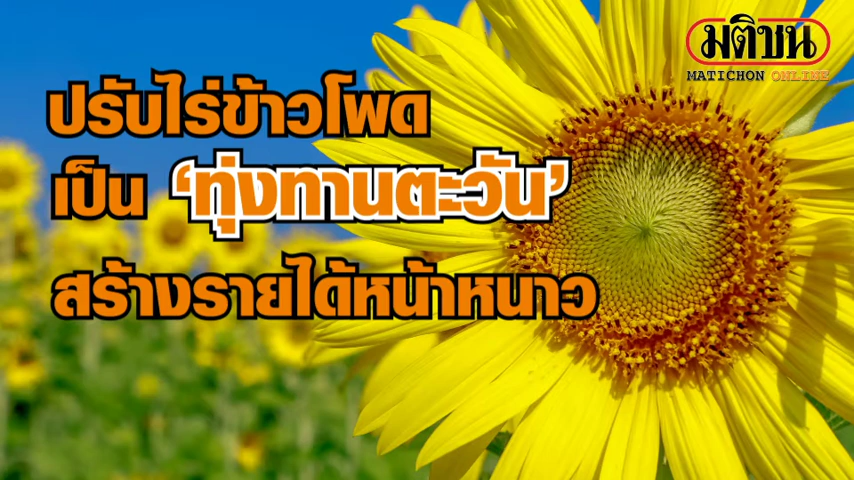 มติชน
MATICHON ONLINE
ปรับไร่ข้าวโพด
เป็น ‘ทุ่งทานตะวัน’
สร้างรายได้หน้าหนาว